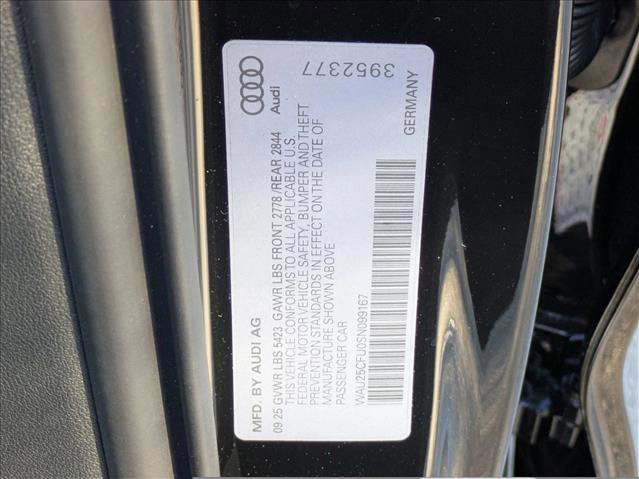 MFD. BY AUDI AG
09.25 GVWR LBS 5423 GAWR LBS FRONT 2778 /REAR 2844
THIS VEHICLE CONFORMS TO ALL APPLICABLE U.S.
FEDERAL MOTOR VEHICLE SAFETY, BUMPER AND THEFT
PREVENTION STANDARDS IN EFFECT ON THE DATE OF
MANUFACTURE SHOWN ABOVE
PASSENGER CAR
WAU25CFU0SN099167
Audi
3952377
GERMANY